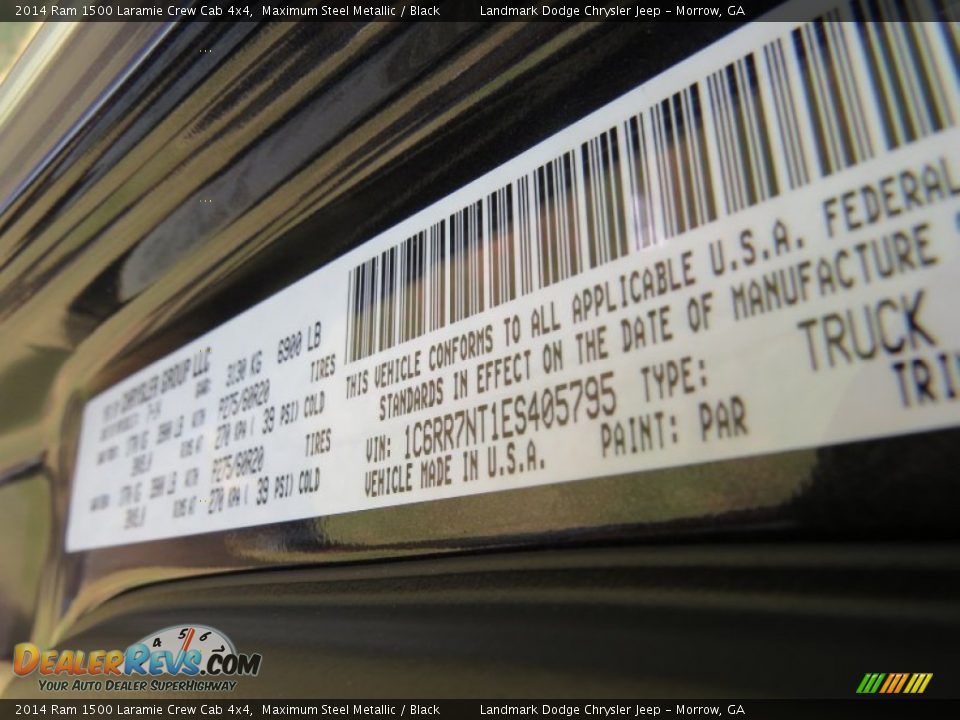 2014 Ram 1500 Laramie Crew Cab 4x4, Maximum Steel Metallic / Black Landmark Dodge Chrysler Jeep - Morrow, GA
CHRYSLER GROUP LLC
3130 KG 6900 LB
TIRES
P275/60R20
270 KPA ( 39 PSI) COLD
TIRES
P275/60R20
270 KPA ( 39 PSI) COLD
THIS VEHICLE CONFORMS TO ALL APPLICABLE U.S.A. FEDERAL
STANDARDS IN EFFECT ON THE DATE OF MANUFACTURE
VIN: 1C6RR7NT1ES405795 TYPE: TRUCK
VEHICLE MADE IN U.S.A. PAINT: PAR TRI
DEALERREVS.COM
4 5 6
YOUR AUTO DEALER SUPERHIGHWAY
2014 Ram 1500 Laramie Crew Cab 4x4, Maximum Steel Metallic / Black Landmark Dodge Chrysler Jeep - Morrow, GA